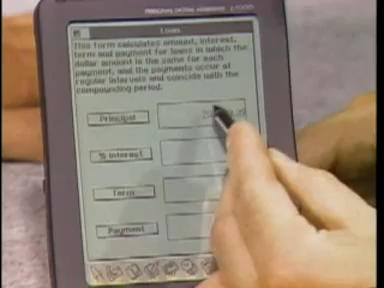 Loans
This form calculates amount, interest,
term and payment for loans in which the
dollar amount is the same for each
payment, and the payments occur at
regular intervals and coincide with the
compounding period.
Principal
% Interest
Term
Payment